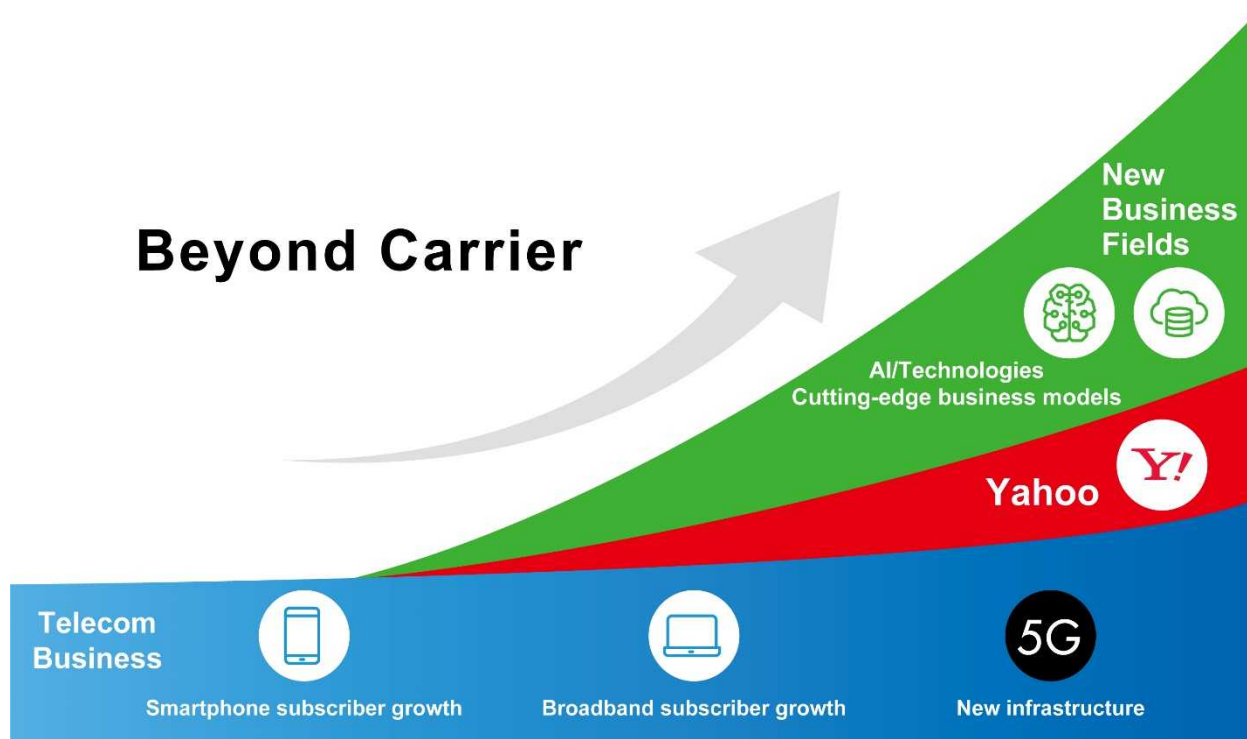 Beyond Carrier
New
Business
Fields
AI/Technologies
Cutting-edge business models
Yahoo
Y!
Telecom
Business
5G
Smartphone subscriber growth
Broadband subscriber growth
New infrastructure